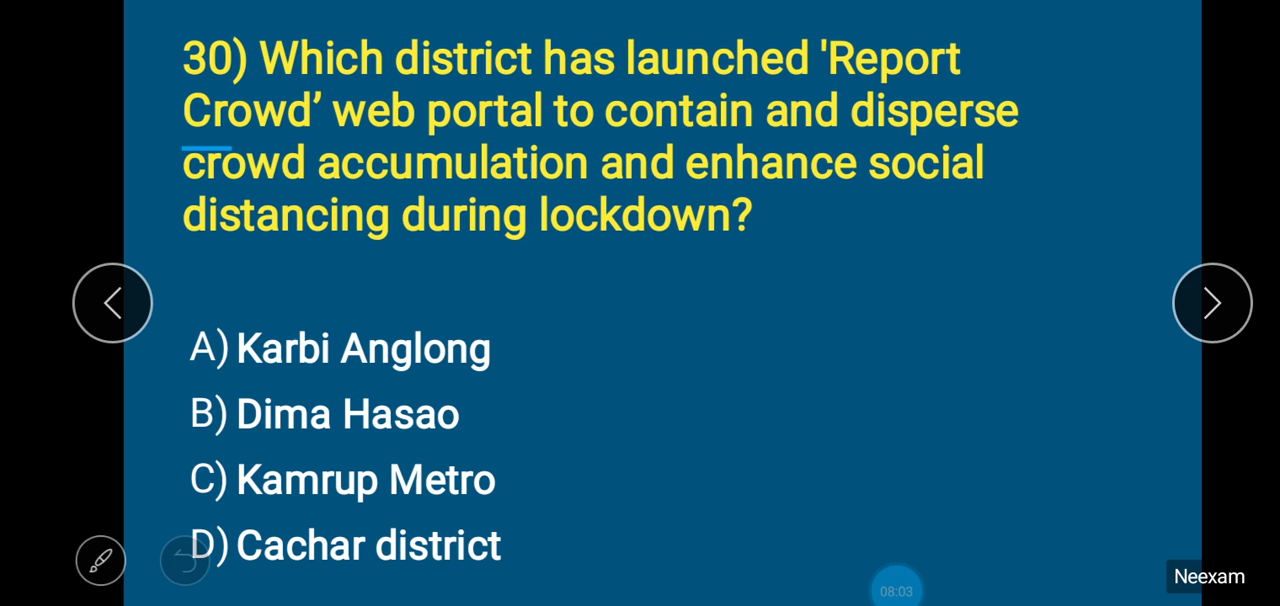 30) Which district has launched 'Report
Crowd’ web portal to contain and disperse
crowd accumulation and enhance social
distancing during lockdown?
A) Karbi Anglong
B) Dima Hasao
C) Kamrup Metro
D) Cachar district
Neexam
08:03